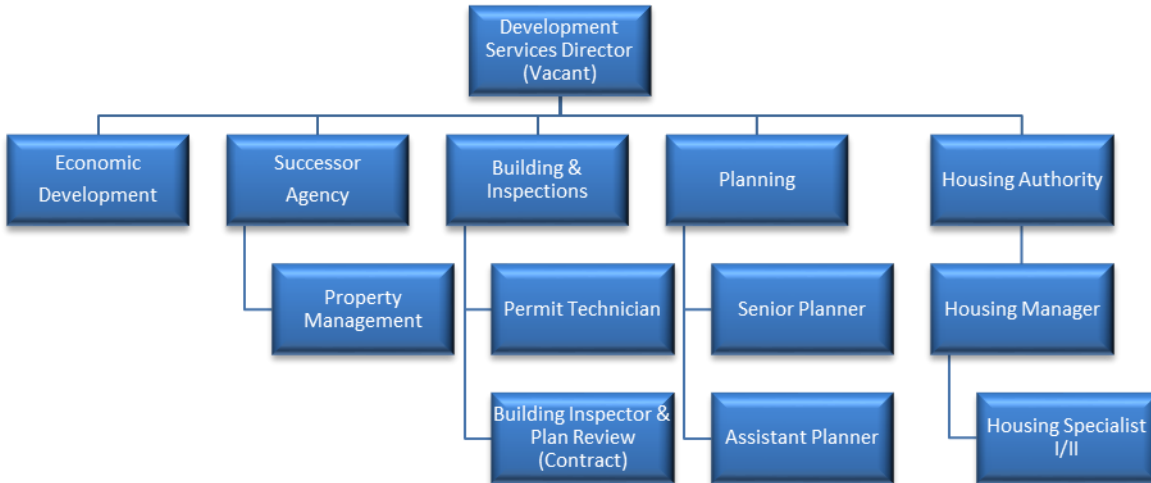 Development
Services Director
(Vacant)
Economic
Development
Successor
Agency
Building &
Inspections
Planning
Housing Authority
Property
Management
Permit Technician
Senior Planner
Housing Manager
Building Inspector &
Plan Review
(Contract)
Assistant Planner
Housing Specialist
I/II